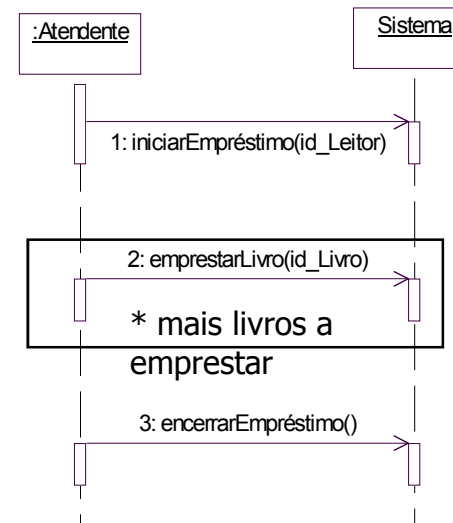 :Atendente
Sistema
1: iniciarEmpréstimo(id_Leitor)
2: emprestarLivro(id_Livro)
* mais livros a
emprestar
3: encerrarEmpréstimo()